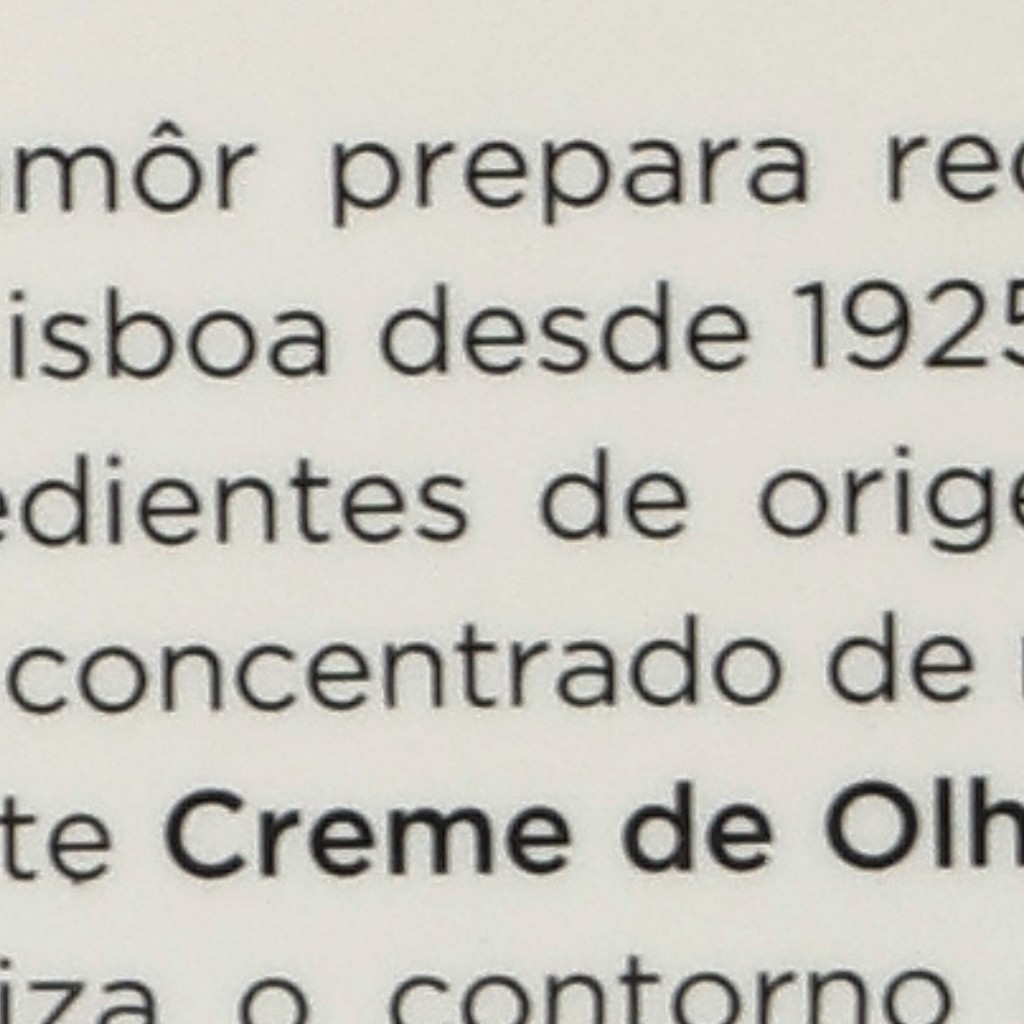 amôr prepara rec
isboa desde 1925
edientes de orige
concentrado de
te Creme de Olh
iza o contorno